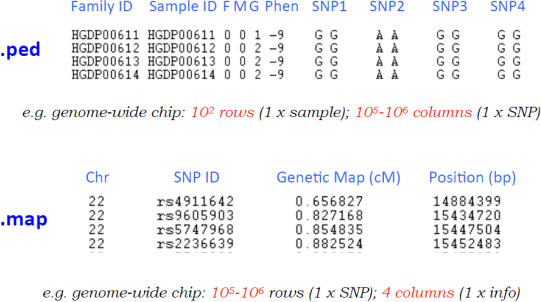 Family ID Sample ID F M G Phen SNP1 SNP2 SNP3 SNP4
.ped
HGDP00611 HGDP00611 0 0 1 -9 G G A A G G G G
HGDP00612 HGDP00612 0 0 2 -9 G G A A G G G G
HGDP00613 HGDP00613 0 0 2 -9 G G A A G G G G
HGDP00614 HGDP00614 0 0 2 -9 G G A A G G G G
e.g. genome-wide chip: 10² rows (1 x sample); 10⁵-10⁶ columns (1 x SNP)
Chr SNP ID Genetic Map (cM) Position (bp)
.map
22 rs4911642 0.656827 14884399
22 rs9605903 0.827168 15434720
22 rs5747968 0.854835 15447504
22 rs2236639 0.882524 15452483
e.g. genome-wide chip: 10⁵-10⁶ rows (1 x SNP); 4 columns (1 x info)